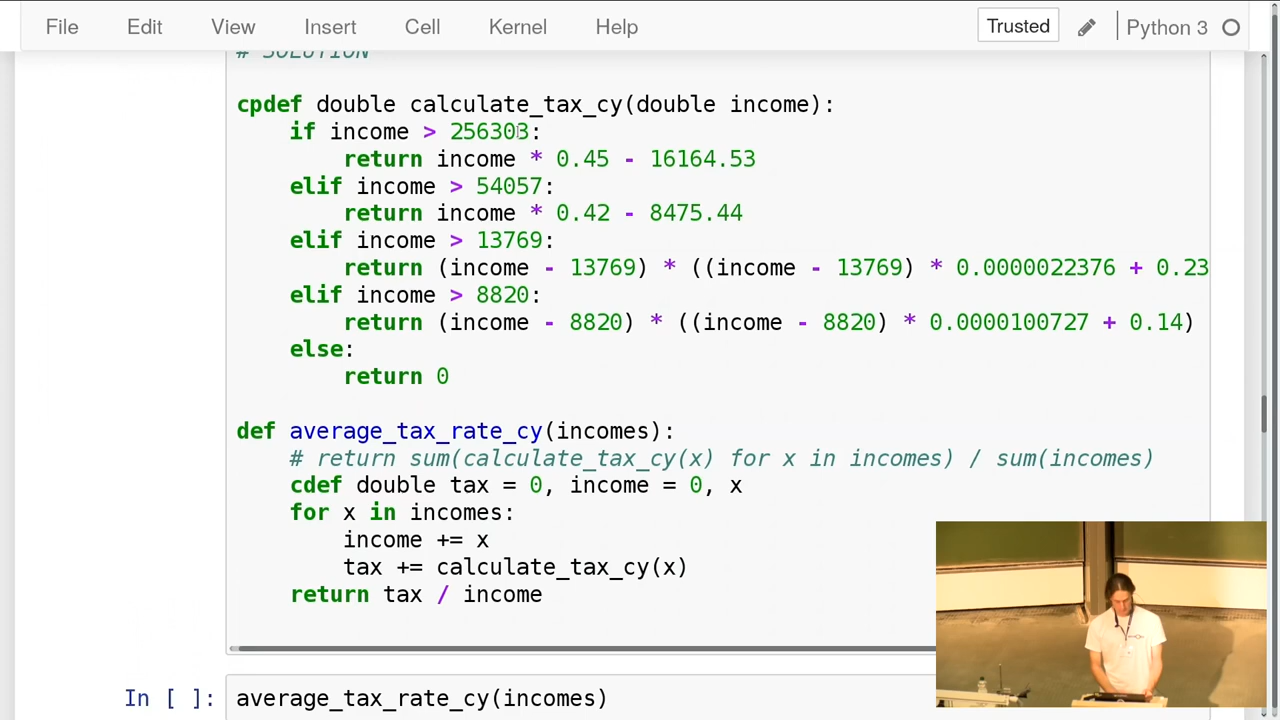 File Edit View Insert Cell Kernel Help Trusted Python 3
# SOLUTION
cpdef double calculate_tax_cy(double income):
    if income > 256303:
        return income * 0.45 - 16164.53
    elif income > 54057:
        return income * 0.42 - 8475.44
    elif income > 13769:
        return (income - 13769) * ((income - 13769) * 0.0000022376 + 0.23
    elif income > 8820:
        return (income - 8820) * ((income - 8820) * 0.0000100727 + 0.14)
    else:
        return 0
def average_tax_rate_cy(incomes):
    # return sum(calculate_tax_cy(x) for x in incomes) / sum(incomes)
    cdef double tax = 0, income = 0, x
    for x in incomes:
        income += x
        tax += calculate_tax_cy(x)
    return tax / income
In [ ]: average_tax_rate_cy(incomes)